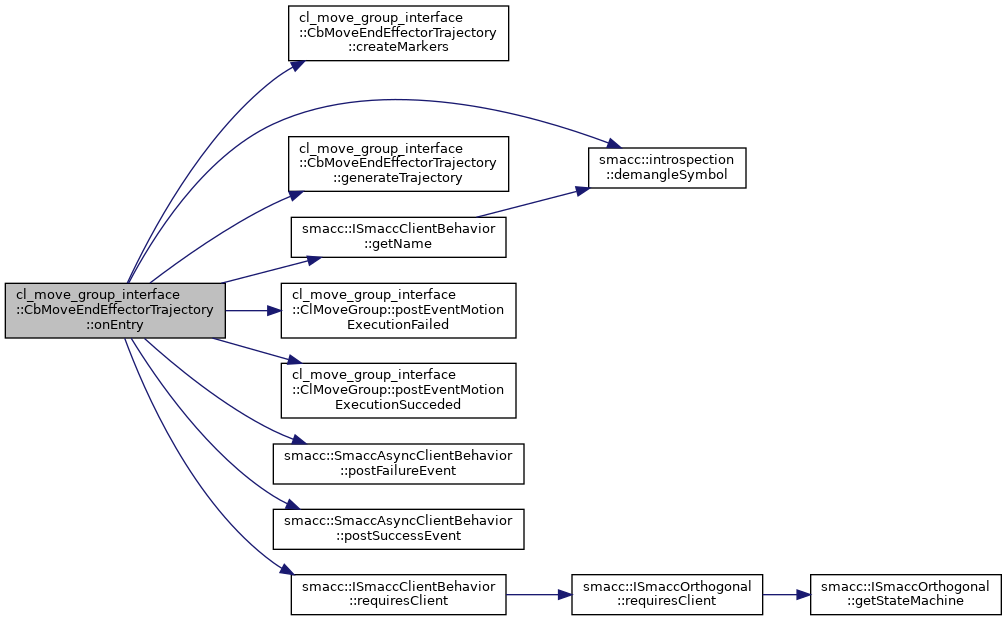 cl_move_group_interface
::CbMoveEndEffectorTrajectory
::createMarkers
cl_move_group_interface
::CbMoveEndEffectorTrajectory
::generateTrajectory
smacc::introspection
::demangleSymbol
smacc::ISmaccClientBehavior
::getName
cl_move_group_interface
::CbMoveEndEffectorTrajectory
::onEntry
cl_move_group_interface
::ClMoveGroup::postEventMotion
ExecutionFailed
cl_move_group_interface
::ClMoveGroup::postEventMotion
ExecutionSucceded
smacc::SmaccAsyncClientBehavior
::postFailureEvent
smacc::SmaccAsyncClientBehavior
::postSuccessEvent
smacc::ISmaccClientBehavior
::requiresClient
smacc::ISmaccOrthogonal
::requiresClient
smacc::ISmaccOrthogonal
::getStateMachine